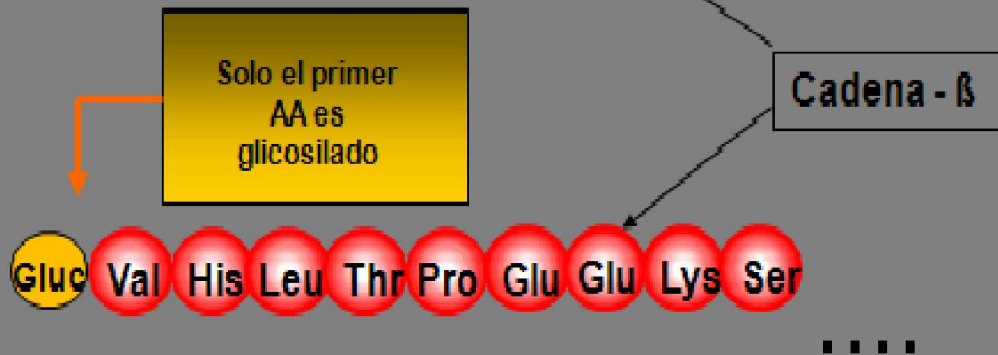 Solo el primer
AA es
glicosilado
Cadena - ß
Gluc Val His Leu Thr Pro Glu Glu Lys Ser
....